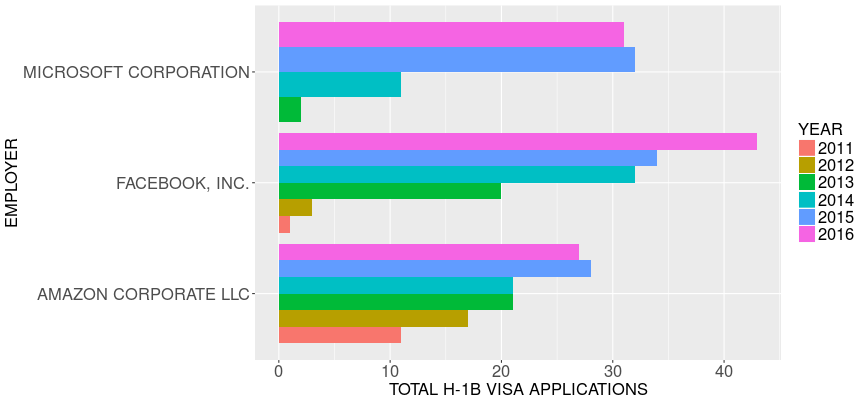 EMPLOYER
MICROSOFT CORPORATION
FACEBOOK, INC.
AMAZON CORPORATE LLC
0 10 20 30 40
TOTAL H-1B VISA APPLICATIONS
YEAR
2011
2012
2013
2014
2015
2016